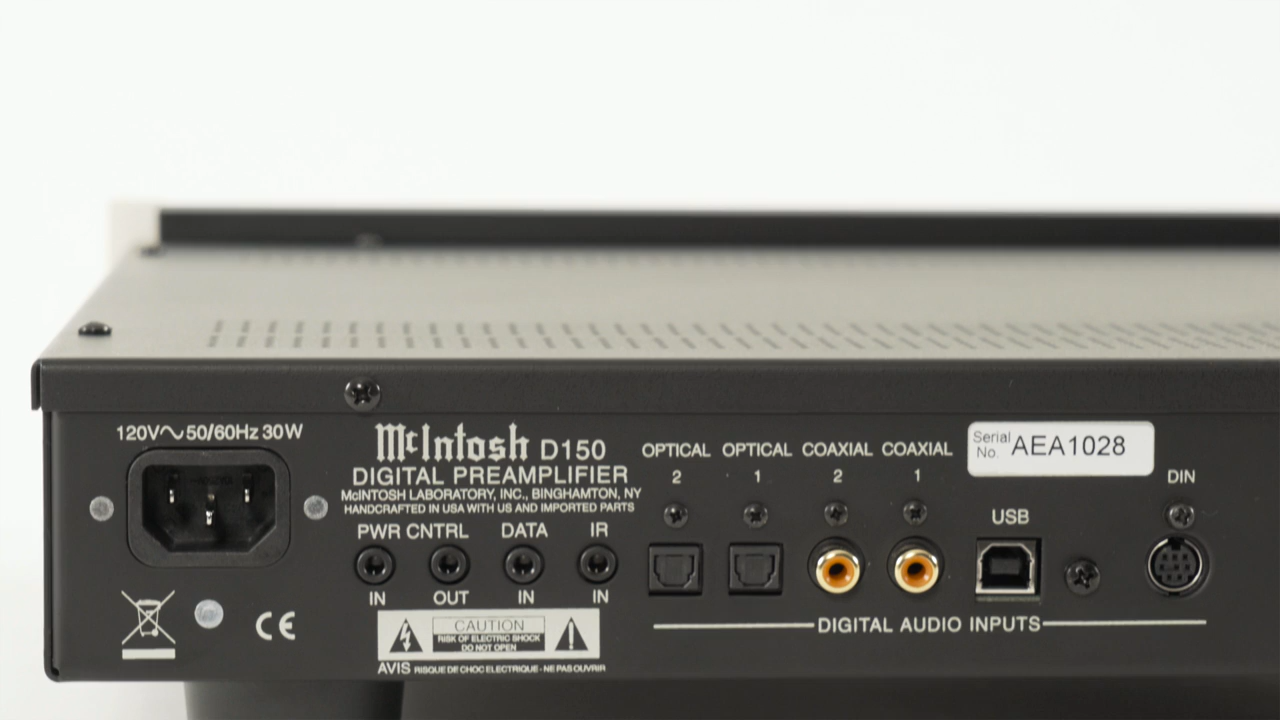 120V~50/60Hz 30W
McIntosh D150
DIGITAL PREAMPLIFIER
McINTOSH LABORATORY, INC., BINGHAMTON, NY
HANDCRAFTED IN USA WITH US AND IMPORTED PARTS
PWR CNTRL DATA IR
IN OUT IN IN
CAUTION
RISK OF ELECTRIC SHOCK
DO NOT OPEN
AVIS RISQUE DE CHOC ELECTRIQUE - NE PAS OUVRIR
CE
OPTICAL OPTICAL COAXIAL COAXIAL
2 1 2 1
Serial
No. AEA1028
USB
DIN
DIGITAL AUDIO INPUTS